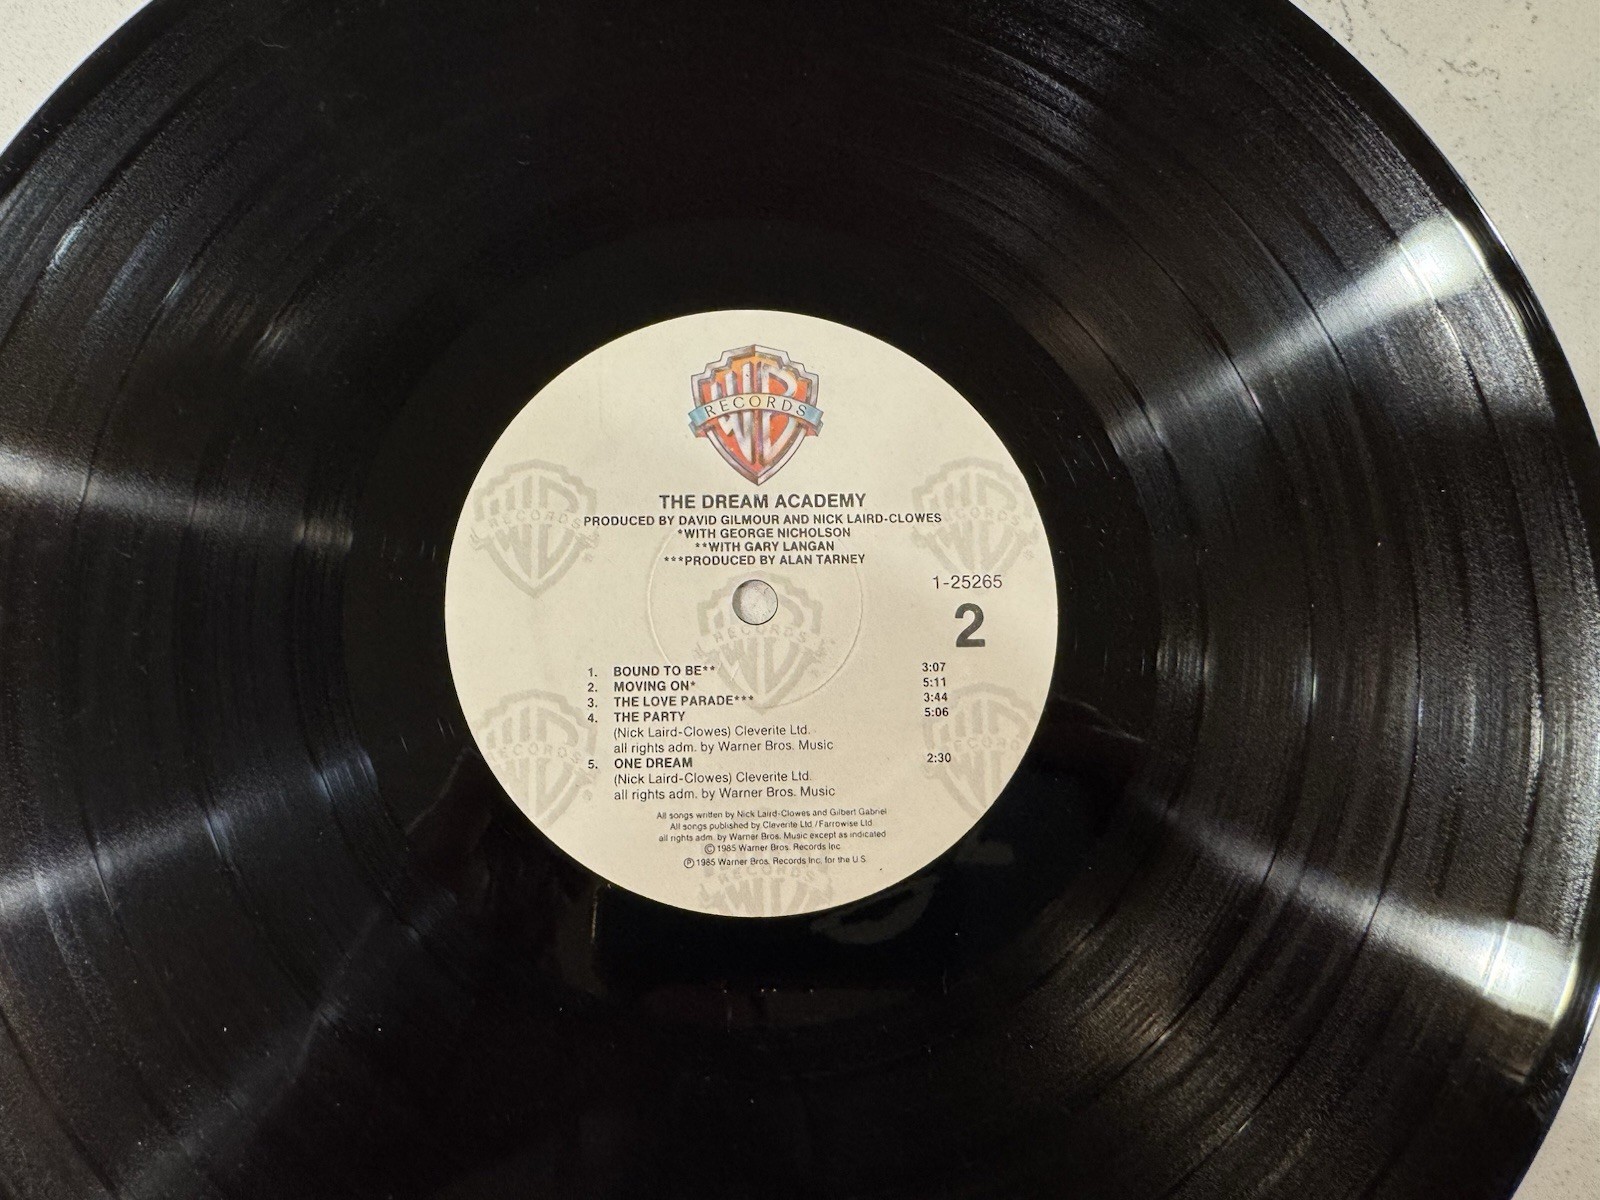 RECORDS
THE DREAM ACADEMY
PRODUCED BY DAVID GILMOUR AND NICK LAIRD-CLOWES
*WITH GEORGE NICHOLSON
**WITH GARY LANGAN
***PRODUCED BY ALAN TARNEY
1-25265
2
1. BOUND TO BE** 3:07
2. MOVING ON* 5:11
3. THE LOVE PARADE*** 3:44
4. THE PARTY 5:06
(Nick Laird-Clowes) Cleverite Ltd.
all rights adm. by Warner Bros. Music
5. ONE DREAM 2:30
(Nick Laird-Clowes) Cleverite Ltd.
all rights adm. by Warner Bros. Music
All songs written by Nick Laird-Clowes and Gilbert Gabriel
All songs published by Cleverite Ltd./Farrowise Ltd.
all rights adm. by Warner Bros. Music except as indicated
© 1985 Warner Bros. Records Inc.
℗ 1985 Warner Bros. Records Inc. for the U.S.